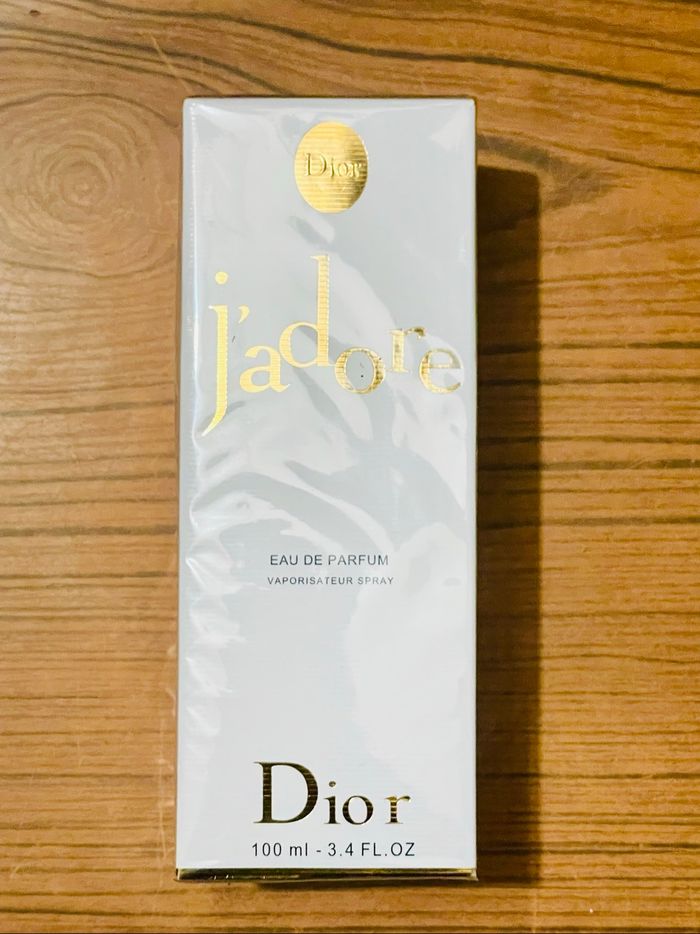 Dior
j'adore
EAU DE PARFUM
VAPORISATEUR SPRAY
Dior
100 ml - 3.4 FL.OZ